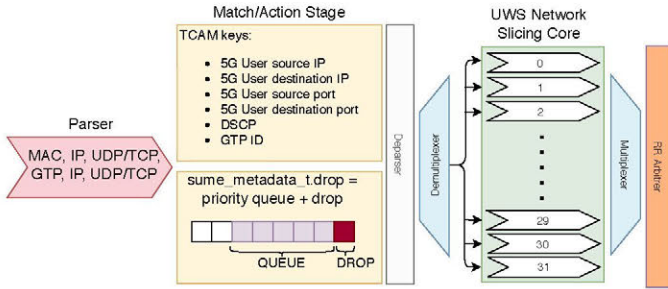 Match/Action Stage
TCAM keys:
5G User source IP
5G User destination IP
5G User source port
5G User destination port
DSCP
GTP ID
Parser
MAC, IP, UDP/TCP,
GTP, IP, UDP/TCP
sume_metadata_t.drop =
priority queue + drop
QUEUE
DROP
Deparser
Demultiplexer
UWS Network
Slicing Core
0
1
2
29
30
31
Multiplexer
RR Arbitrer